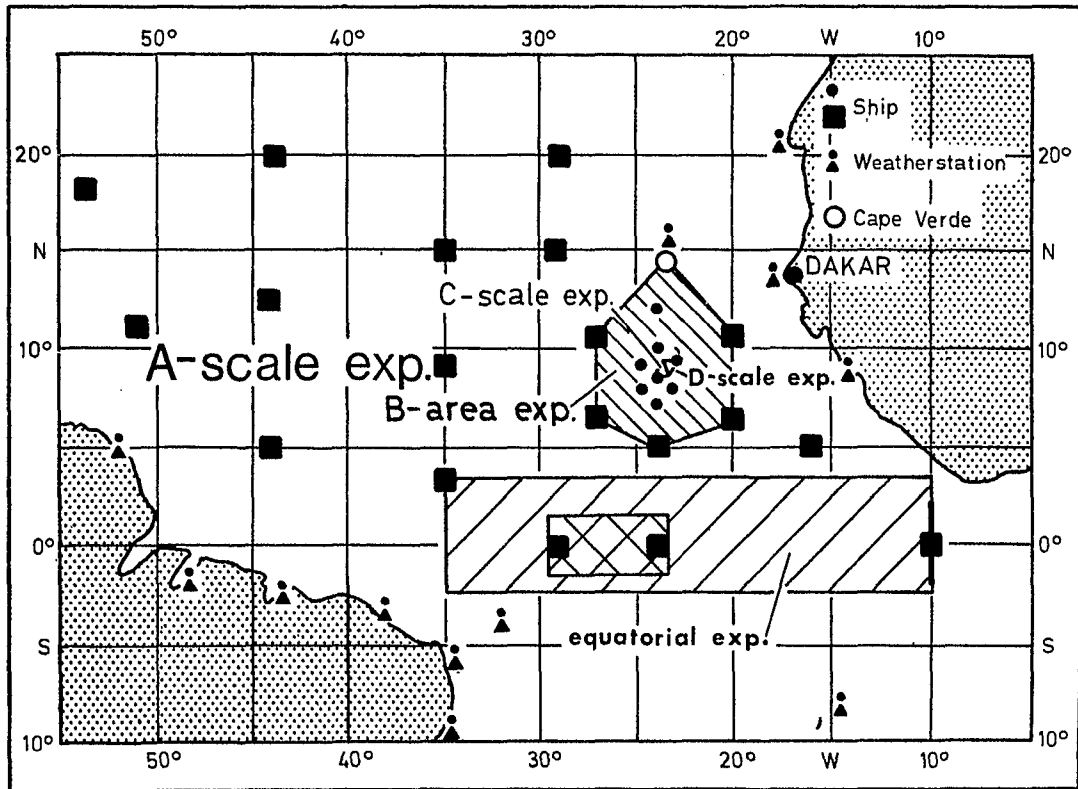 50° 40° 30° 20° W 10°
Ship
20° Weatherstation 20°
Cape Verde
N DAKAR N
C-scale exp.
10° A-scale exp. D-scale exp. 10°
B-area exp.
0° 0°
S equatorial exp. S
10° 10°
50° 40° 30° 20° W 10°